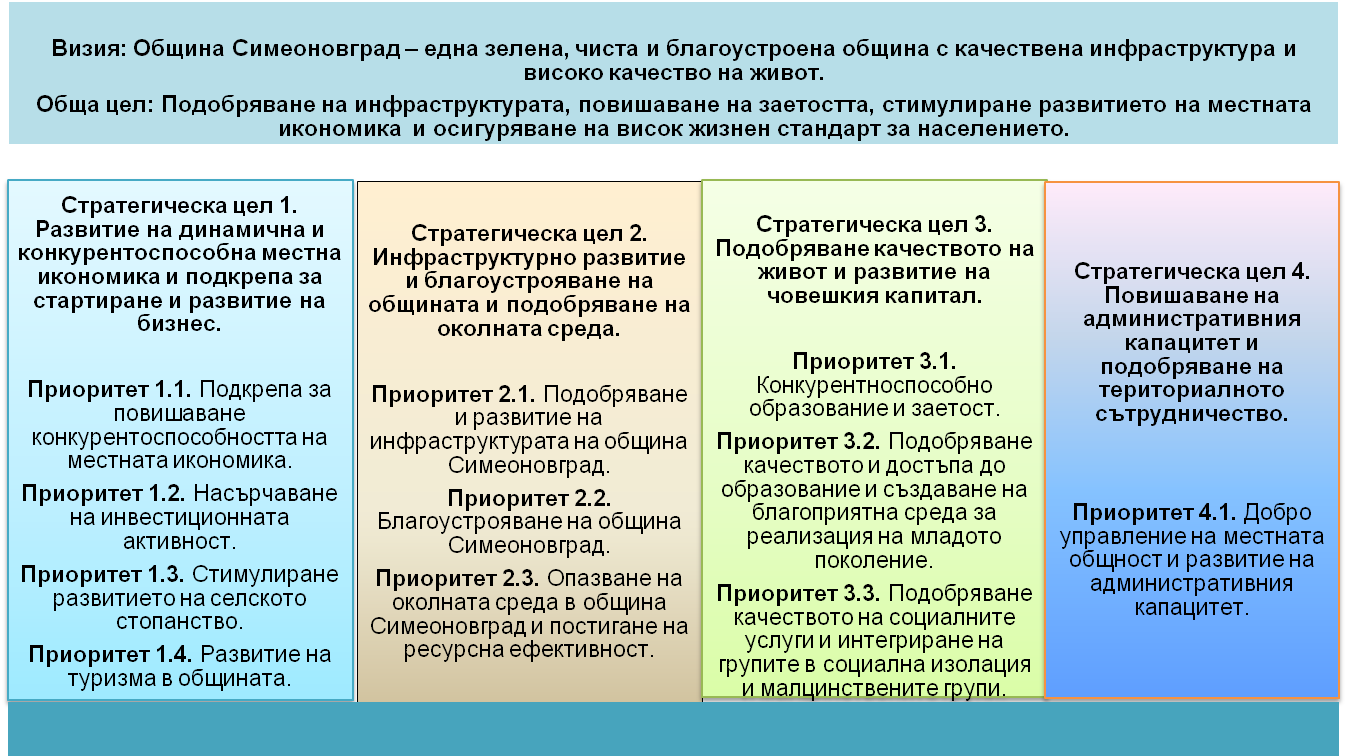 Визия: Община Симеоновград – една зелена, чиста и благоустроена община с качествена инфраструктура и
високо качество на живот.
Обща цел: Подобряване на инфраструктурата, повишаване на заетостта, стимулиране развитието на местната
икономика и осигуряване на висок жизнен стандарт за населението.
Стратегическа цел 1.
Развитие на динамична и
конкурентоспособна местна
икономика и подкрепа за
стартиране и развитие на
бизнес.
Приоритет 1.1. Подкрепа за
повишаване
конкурентоспособността на
местната икономика.
Приоритет 1.2. Насърчаване
на инвестиционната
активност.
Приоритет 1.3. Стимулиране
развитието на селското
стопанство.
Приоритет 1.4. Развитие на
туризма в общината.
Стратегическа цел 2.
Инфраструктурно развитие
и благоустрояване на
общината и подобряване на
околната среда.
Приоритет 2.1. Подобряване
и развитие на
инфраструктурата на община
Симеоновград.
Приоритет 2.2.
Благоустрояване на община
Симеоновград.
Приоритет 2.3. Опазване на
околната среда в община
Симеоновград и постигане на
ресурсна ефективност.
Стратегическа цел 3.
Подобряване качеството на
живот и развитие на
човешкия капитал.
Приоритет 3.1.
Конкурентноспособно
образование и заетост.
Приоритет 3.2. Подобряване
качеството и достъпа до
образование и създаване на
благоприятна среда за
реализация на младото
поколение.
Приоритет 3.3. Подобряване
качеството на социалните
услуги и интегриране на
групите в социална изолация
и малцинствените групи.
Стратегическа цел 4.
Повишаване на
административния
капацитет и
подобряване на
териториалното
сътрудничество.
Приоритет 4.1. Добро
управление на местната
общност и развитие на
административния
капацитет.